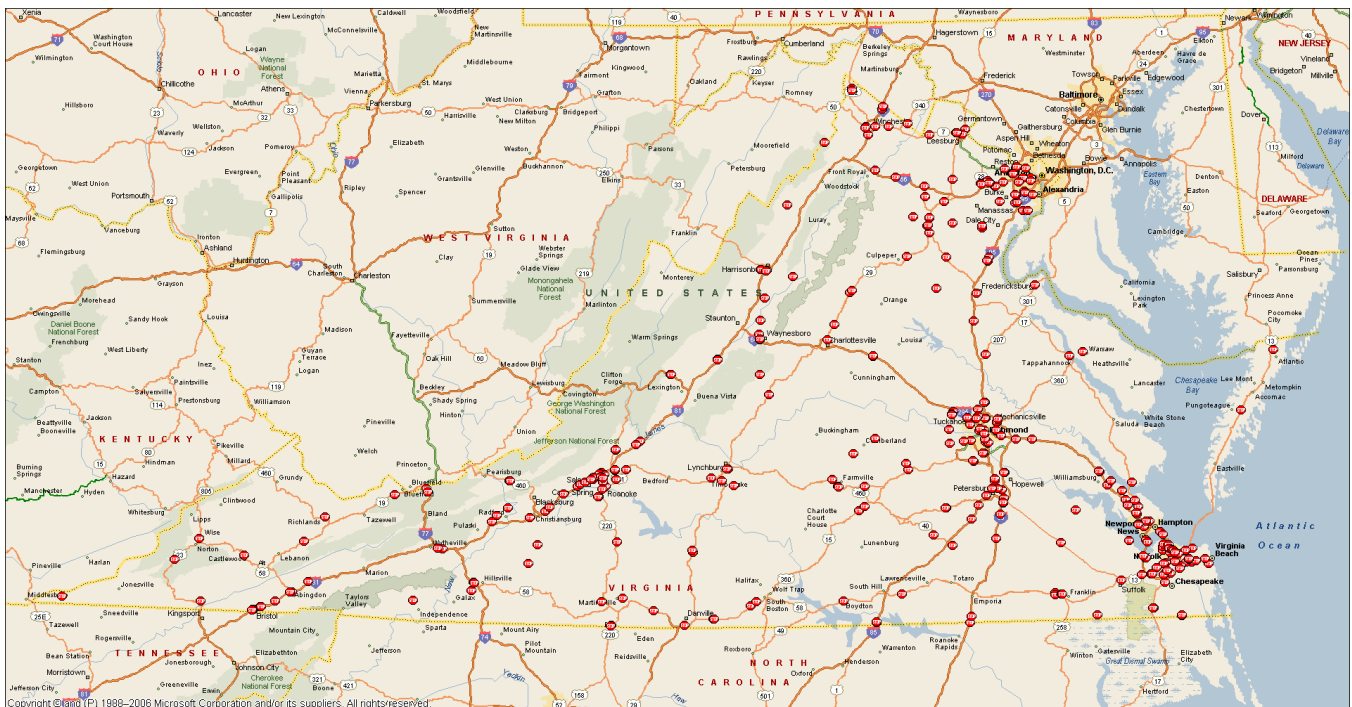 Xenia
Lancaster
New Lexington
Caldwell
Woodsfield
PENNSYLVANIA
Waynesboro
Newark
Wilmington
Washington
Court House
McConnelsville
New
Martinsville
Morgantown
Frostburg
Cumberland
Berkeley
Springs
Hagerstown
MARYLAND
Westminster
Aberdeen
Elkton
Havre de
Grace
NEW JERSEY
Vineland
Bridgeton
Millville
Wilmington
Logan
OHIO
Wayne
National
Forest
Marietta
St. Marys
Middlebourne
Kingwood
Rawlings
Martinsburg
Frederick
Towson
Parkville
Edgewood
Essex
Chillicothe
Athens
Vienna
Fairmont
Oakland
Keyser
Romney
Baltimore
Dundalk
Catonsville
Columbia
Glen Burnie
Chestertown
Dover
Hillsboro
McArthur
Parkersburg
West Union
Grafton
Clarksburg
Bridgeport
New Milton
Harrisville
Germantown
Gaithersburg
Aspen Hill
Wheaton
Leesburg
Potomac
Reston
Bethesda
Bowie
Annapolis
Delaware
Bay
Waverly
Wellston
Jackson
Pomeroy
Elizabeth
Philippi
Weston
Parsons
Moorefield
Milford
Georgetown
West Union
Evergreen
Point
Pleasant
Gallipolis
Ripley
Spencer
Grantsville
Glenville
Buckhannon
Elkins
Petersburg
Front Royal
Woodstock
Washington, D.C.
Alexandria
Burke
Manassas
Dale City
Eastern
Bay
Denton
Easton
DELAWARE
Seaford
Georgetown
Portsmouth
Maysville
Vanceburg
Luray
Cambridge
Flemingsburg
Ironton
Ashland
Huntington
WEST VIRGINIA
Sutton
Clay
Webster
Springs
Franklin
Culpeper
Salisbury
Ocean
Pines
Parsonsburg
South
Charleston
Charleston
Glade View
Monongahela
National
Forest
Monterey
Harrisonburg
California
Lexington
Park
Princess Anne
Grayson
Morehead
Owingsville
Summersville
Marlinton
UNITED STATES
Orange
Fredericksburg
Pocomoke
City
Daniel Boone
National Forest
Frenchburg
Sandy Hook
Louisa
Madison
Fayetteville
Staunton
Waynesboro
Warm Springs
Charlottesville
Louisa
Stanton
West Liberty
Inez
Guyan
Territory
Logan
Oak Hill
Meadow Bluff
Tappahannock
Warsaw
Heathsville
Atlantic
Campton
Paintsville
Salyersville
Prestonsburg
Williamson
Beckley
Shady Spring
Hinton
Lewisburg
Covington
Clifton
Forge
Lexington
Buena Vista
Cunningham
Lancaster
Chesapeake
Bay
Lee Mont
Metompkin
Accomac
Jackson
Beattyville
Booneville
KENTUCKY
Pineville
George Washington
National Forest
Jefferson National Forest
James
Buckingham
Cumberland
Tuckahoe
Mechanicsville
Richmond
Pungoteague
White Stone
Beach
Saluda
Burning
Springs
Manchester
Hyden
Hazard
Hindman
Pikeville
Millard
Grundy
Welch
Union
Princeton
Bluefield
Bluefield
Pearisburg
Salem
Cave Spring
Roanoke
Blacksburg
Christiansburg
Bedford
Lynchburg
Timberlake
Farmville
Petersburg
Hopewell
Williamsburg
Eastville
Whitesburg
Clintwood
Lipps
Wise
Norton
Richlands
Tazewell
Bland
Pulaski
Radford
Charlotte
Court
House
Lunenburg
Newport
News
Hampton
Norfolk
Virginia
Beach
Chesapeake
Suffolk
Atlantic
Ocean
Pineville
Harlan
Castlewood
Lebanon
Marion
Wytheville
Jonesville
Abingdon
Taylors
Valley
New
Hillsville
Galax
Independence
VIRGINIA
Halifax
Wolf Trap
South
Boston
South Hill
Lawrenceville
Boydton
Totaro
Emporia
Franklin
Middlesboro
Sneedville
Kingsport
Bristol
Sparta
Martinsville
Danville
Tazewell
Rogersville
Mountain City
Mount Airy
Pilot
Mountain
Eden
Reidsville
Roxboro
Henderson
Warrenton
Roanoke
Rapids
Winton
Gatesville
Great Dismal Swamp
Elizabeth
City
Hertford
Bean Station
Morristown
TENNESSEE
Jonesborough
Elizabethton
Johnson City
Jefferson
NORTH
CAROLINA
Oxford
Jefferson City
Greeneville
Erwin
Cherokee
National Forest
Boone
Yadkin
Haw
Copyright © and (P) 1988–2006 Microsoft Corporation and/or its suppliers. All rights reserved.